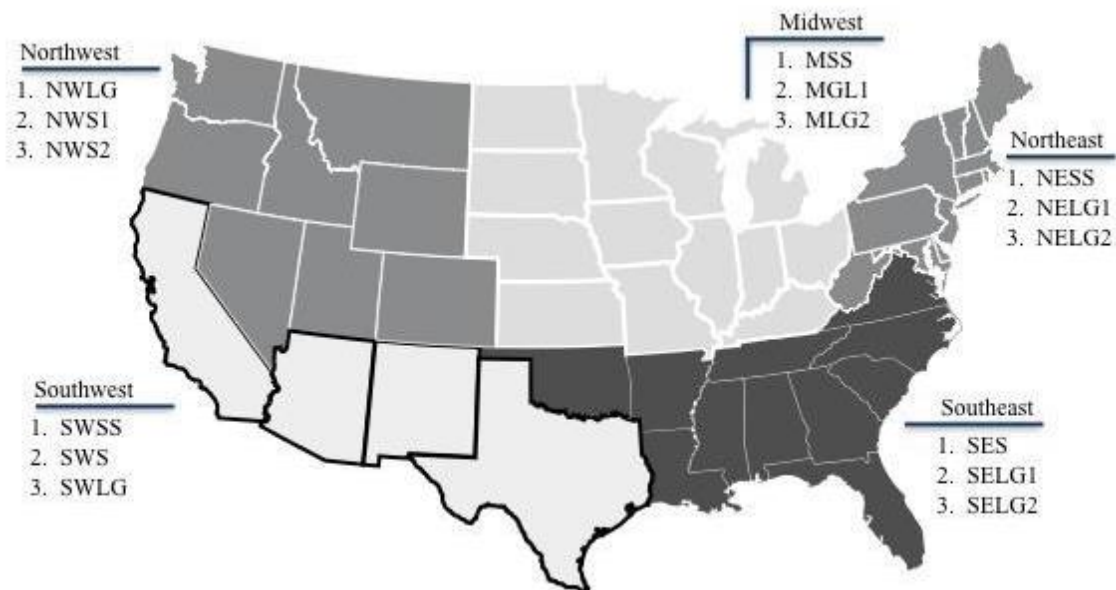 Midwest
1. MSS
2. MGL1
3. MLG2
Northwest
1. NWLG
2. NWS1
3. NWS2
Northeast
1. NESS
2. NELG1
3. NELG2
Southwest
1. SWSS
2. SWS
3. SWLG
Southeast
1. SES
2. SELG1
3. SELG2